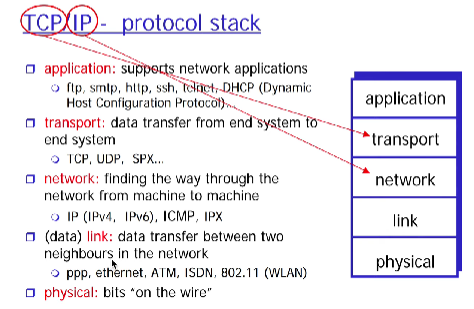 TCP/IP - protocol stack
application: supports network applications
ftp, smtp, http, ssh, telnet, DHCP (Dynamic
Host Configuration Protocol)...
transport: data transfer from end system to
end system
TCP, UDP, SPX...
network: finding the way through the
network from machine to machine
IP (IPv4, IPv6), ICMP, IPX
(data) link: data transfer between two
neighbours in the network
ppp, ethernet, ATM, ISDN, 802.11 (WLAN)
physical: bits "on the wire"
application
transport
network
link
physical